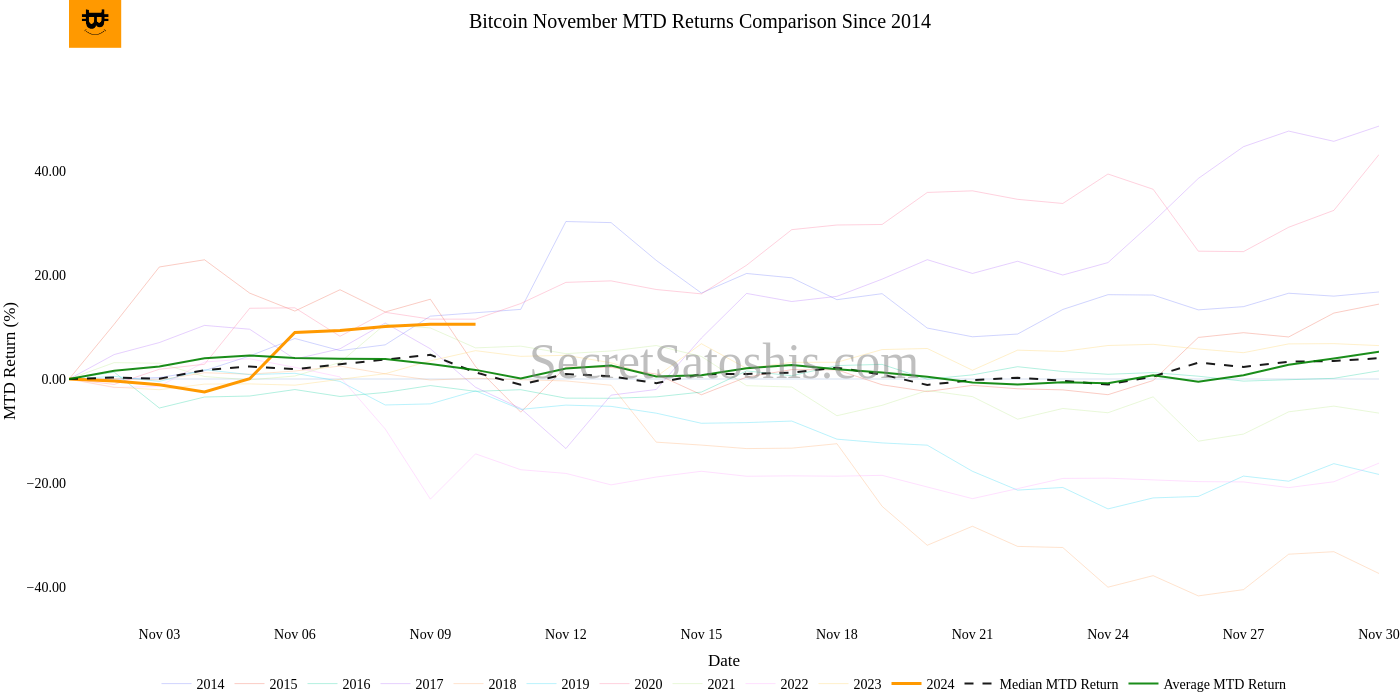 Bitcoin November MTD Returns Comparison Since 2014
MTD Return (%)
40.00
20.00
0.00
−20.00
−40.00
SecretSatoshis.com
Nov 03 Nov 06 Nov 09 Nov 12 Nov 15 Nov 18 Nov 21 Nov 24 Nov 27 Nov 30
Date
2014 2015 2016 2017 2018 2019 2020 2021 2022 2023 2024 Median MTD Return Average MTD Return